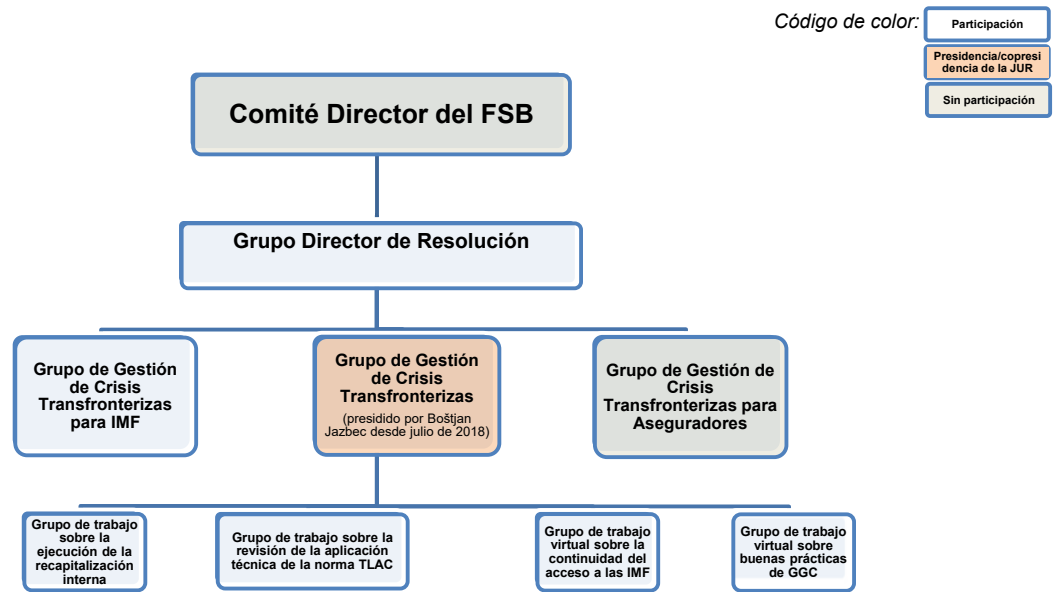 Código de color:
Participación
Presidencia/copresi
dencia de la JUR
Sin participación
Comité Director del FSB
Grupo Director de Resolución
Grupo de Gestión
de Crisis
Transfronterizas
para IMF
Grupo de Gestión
de Crisis
Transfronterizas
(presidido por Boštjan
Jazbec desde julio de 2018)
Grupo de Gestión de
Crisis
Transfronterizas para
Aseguradores
Grupo de trabajo
sobre la
ejecución de la
recapitalización
interna
Grupo de trabajo sobre la
revisión de la aplicación
técnica de la norma TLAC
Grupo de trabajo
virtual sobre la
continuidad del
acceso a las IMF
Grupo de trabajo
virtual sobre
buenas prácticas
de GGC